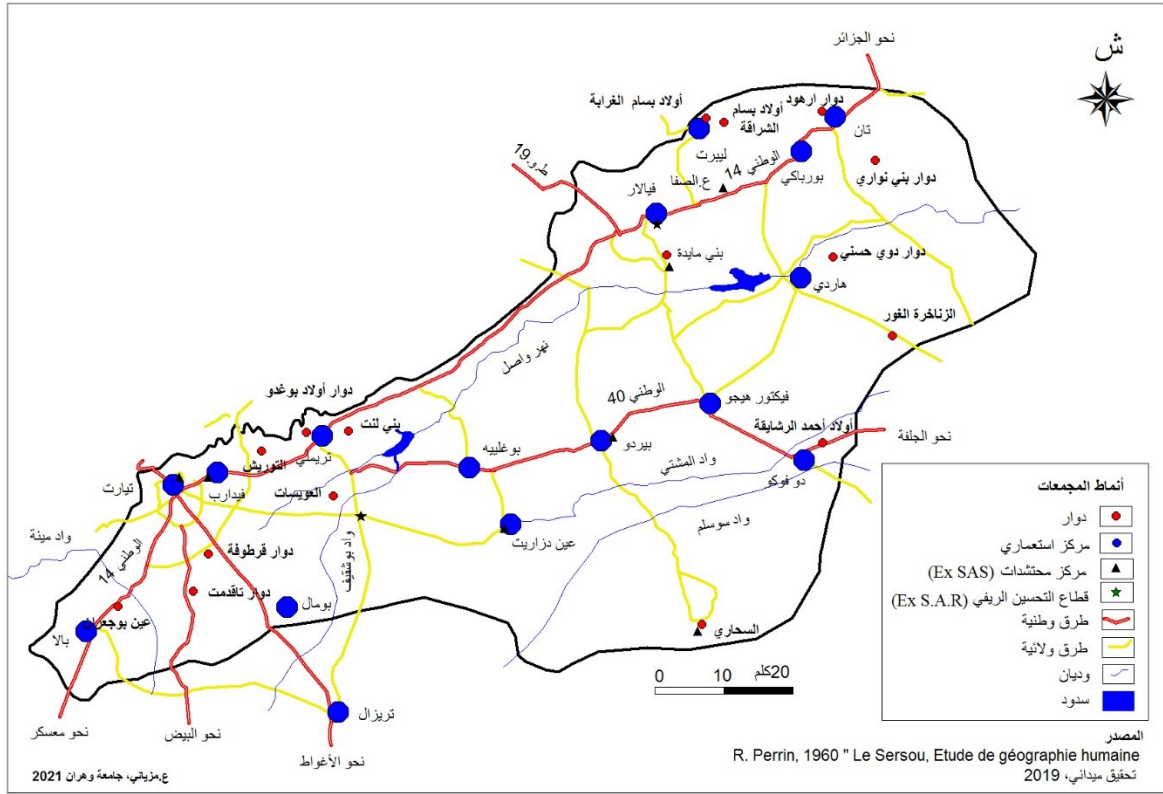 نحو الجزائر
ش
أولاد بسام الغرابة
أولاد بسام
الشراقة
دوار ارهود
تان
ليبرت
بورباكي
الوطني 14
ع.الصفا
ط.و.19
فيالار
دوار بني نواري
بني مايدة
دوار دوي حسني
هاردي
الزناخرة الغور
نهر واصل
الوطني 40
فيكتور هيجو
دوار أولاد بوغدو
بني لنت
تريملي
أولاد أحمد الرشايقة
نحو الجلفة
بيردو
بوغلييه
واد المشتي
دو فوكو
التوريش
تيارت
فيدارب
العويسات
عين دزاريت
واد سوسلم
واد مينة
واد بوشقيف
دوار قرطوفة
الوطني 14
دوار تاقدمت
بومال
عين بوجعران
بالا
السحاري
تريزال
نحو معسكر
نحو البيض
نحو الأغواط
0 10 20كلم
أنماط المجمعات
دوار
مركز استعماري
مركز محتشدات (Ex SAS)
قطاع التحسين الريفي (Ex S.A.R)
طرق وطنية
طرق ولائية
وديان
سدود
المصدر
R. Perrin, 1960 " Le Sersou, Etude de géographie humaine
تحقيق ميداني، 2019
ع.مزياني، جامعة وهران 2021